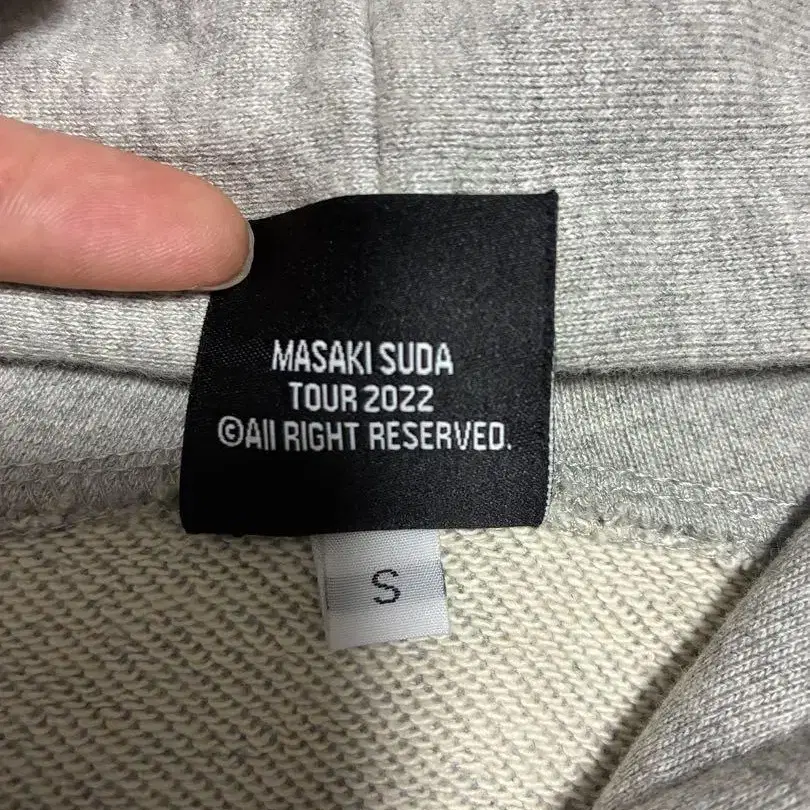 MASAKI SUDA
TOUR 2022
©All RIGHT RESERVED.
S